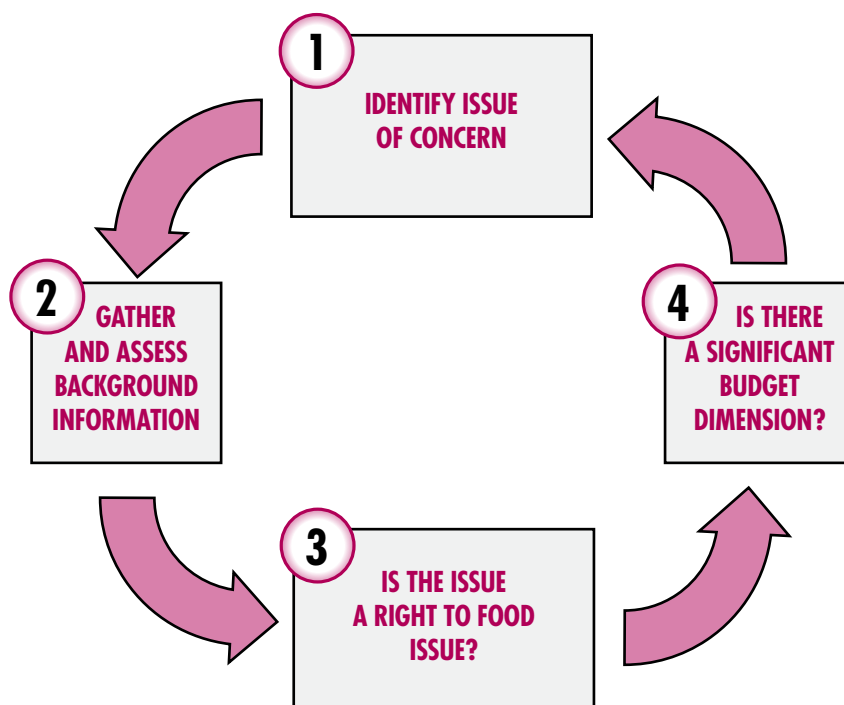 1
IDENTIFY ISSUE
OF CONCERN
2
GATHER
AND ASSESS
BACKGROUND
INFORMATION
3
IS THE ISSUE
A RIGHT TO FOOD
ISSUE?
4
IS THERE
A SIGNIFICANT
BUDGET
DIMENSION?